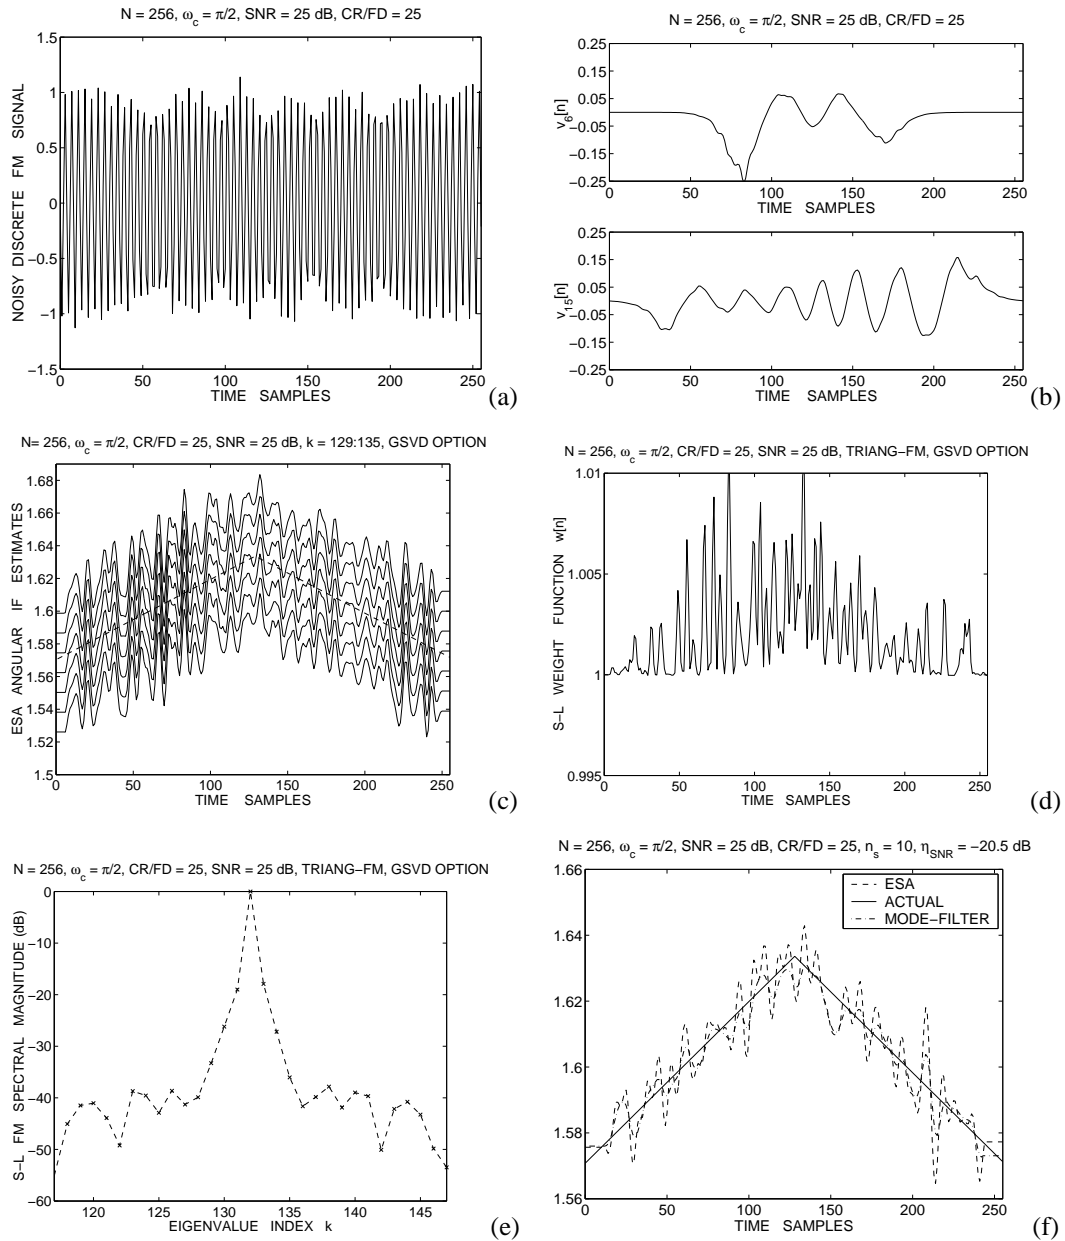 N = 256, ω_c = π/2, SNR = 25 dB, CR/FD = 25
NOISY DISCRETE FM SIGNAL
1.5
1
0.5
0
−0.5
−1
−1.5
0 50 100 150 200 250
TIME SAMPLES
(a)
N = 256, ω_c = π/2, SNR = 25 dB, CR/FD = 25
v_6[n]
0.25
0.15
0.05
−0.05
−0.15
−0.25
0 50 100 150 200 250
TIME SAMPLES
v_15[n]
0.25
0.15
0.05
−0.05
−0.15
−0.25
0 50 100 150 200 250
TIME SAMPLES
(b)
N= 256, ω_c = π/2, CR/FD = 25, SNR = 25 dB, k = 129:135, GSVD OPTION
ESA ANGULAR IF ESTIMATES
1.68
1.66
1.64
1.62
1.6
1.58
1.56
1.54
1.52
1.5
0 50 100 150 200 250
TIME SAMPLES
(c)
N=256, ω_c = π/2, CR/FD = 25, SNR = 25 dB, TRIANG−FM, GSVD OPTION
S−L WEIGHT FUNCTION w[n]
1.01
1.005
1
0.995
0 50 100 150 200 250
TIME SAMPLES
(d)
N = 256, ω_c = π/2, CR/FD = 25, SNR = 25 dB, TRIANG−FM, GSVD OPTION
S−L FM SPECTRAL MAGNITUDE (dB)
0
−10
−20
−30
−40
−50
−60
120 125 130 135 140 145
EIGENVALUE INDEX k
(e)
N = 256, ω_c = π/2, SNR = 25 dB, CR/FD = 25, n_s = 10, η_SNR = −20.5 dB
1.66
1.64
1.62
1.6
1.58
1.56
ESA
ACTUAL
MODE−FILTER
0 50 100 150 200 250
TIME SAMPLES
(f)